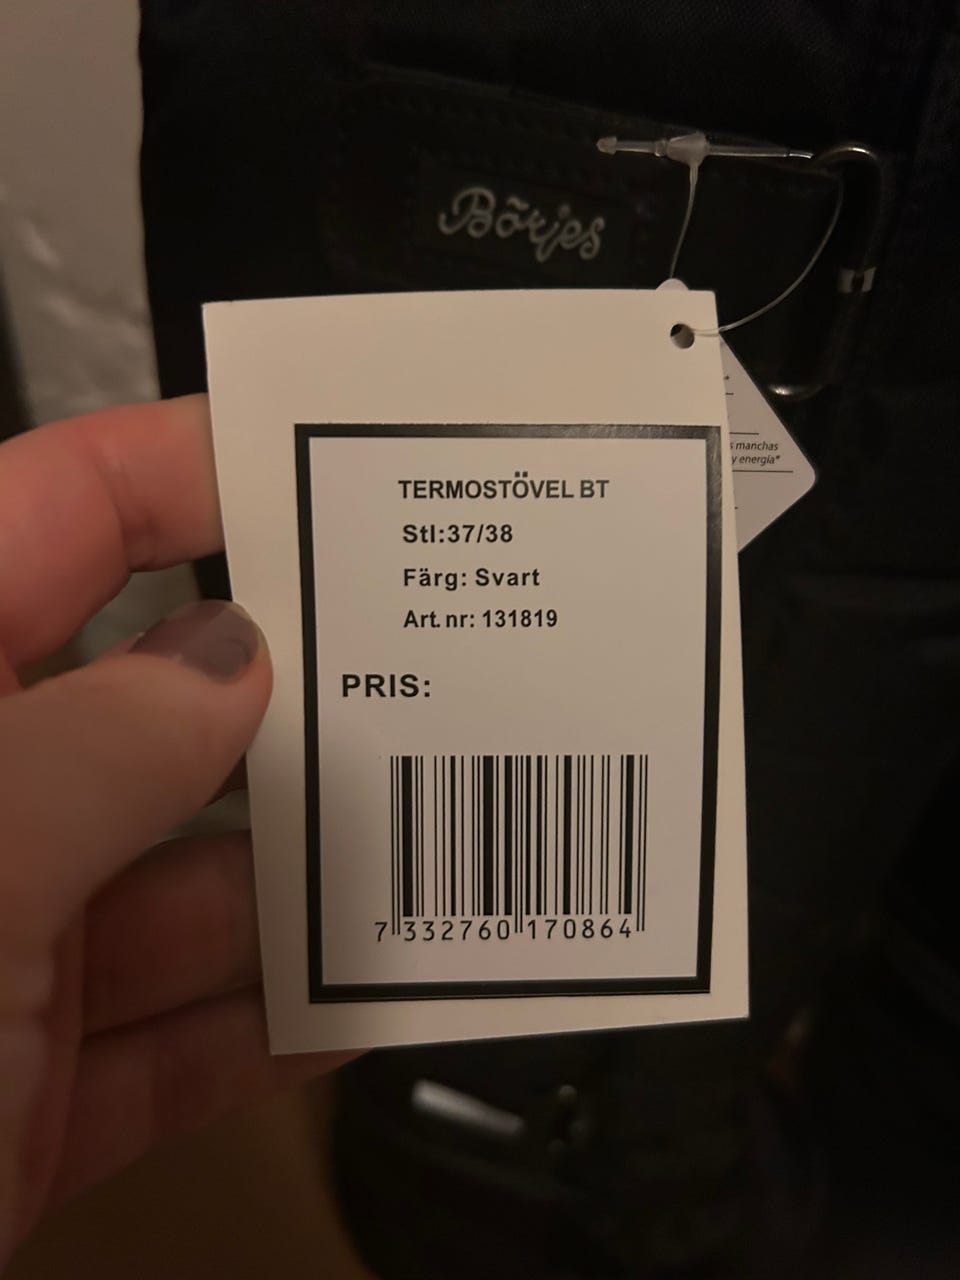 Börjes
s manchas
y energía*
TERMOSTÖVEL BT
Stl:37/38
Färg: Svart
Art.nr: 131819
PRIS:
7 332760 170864